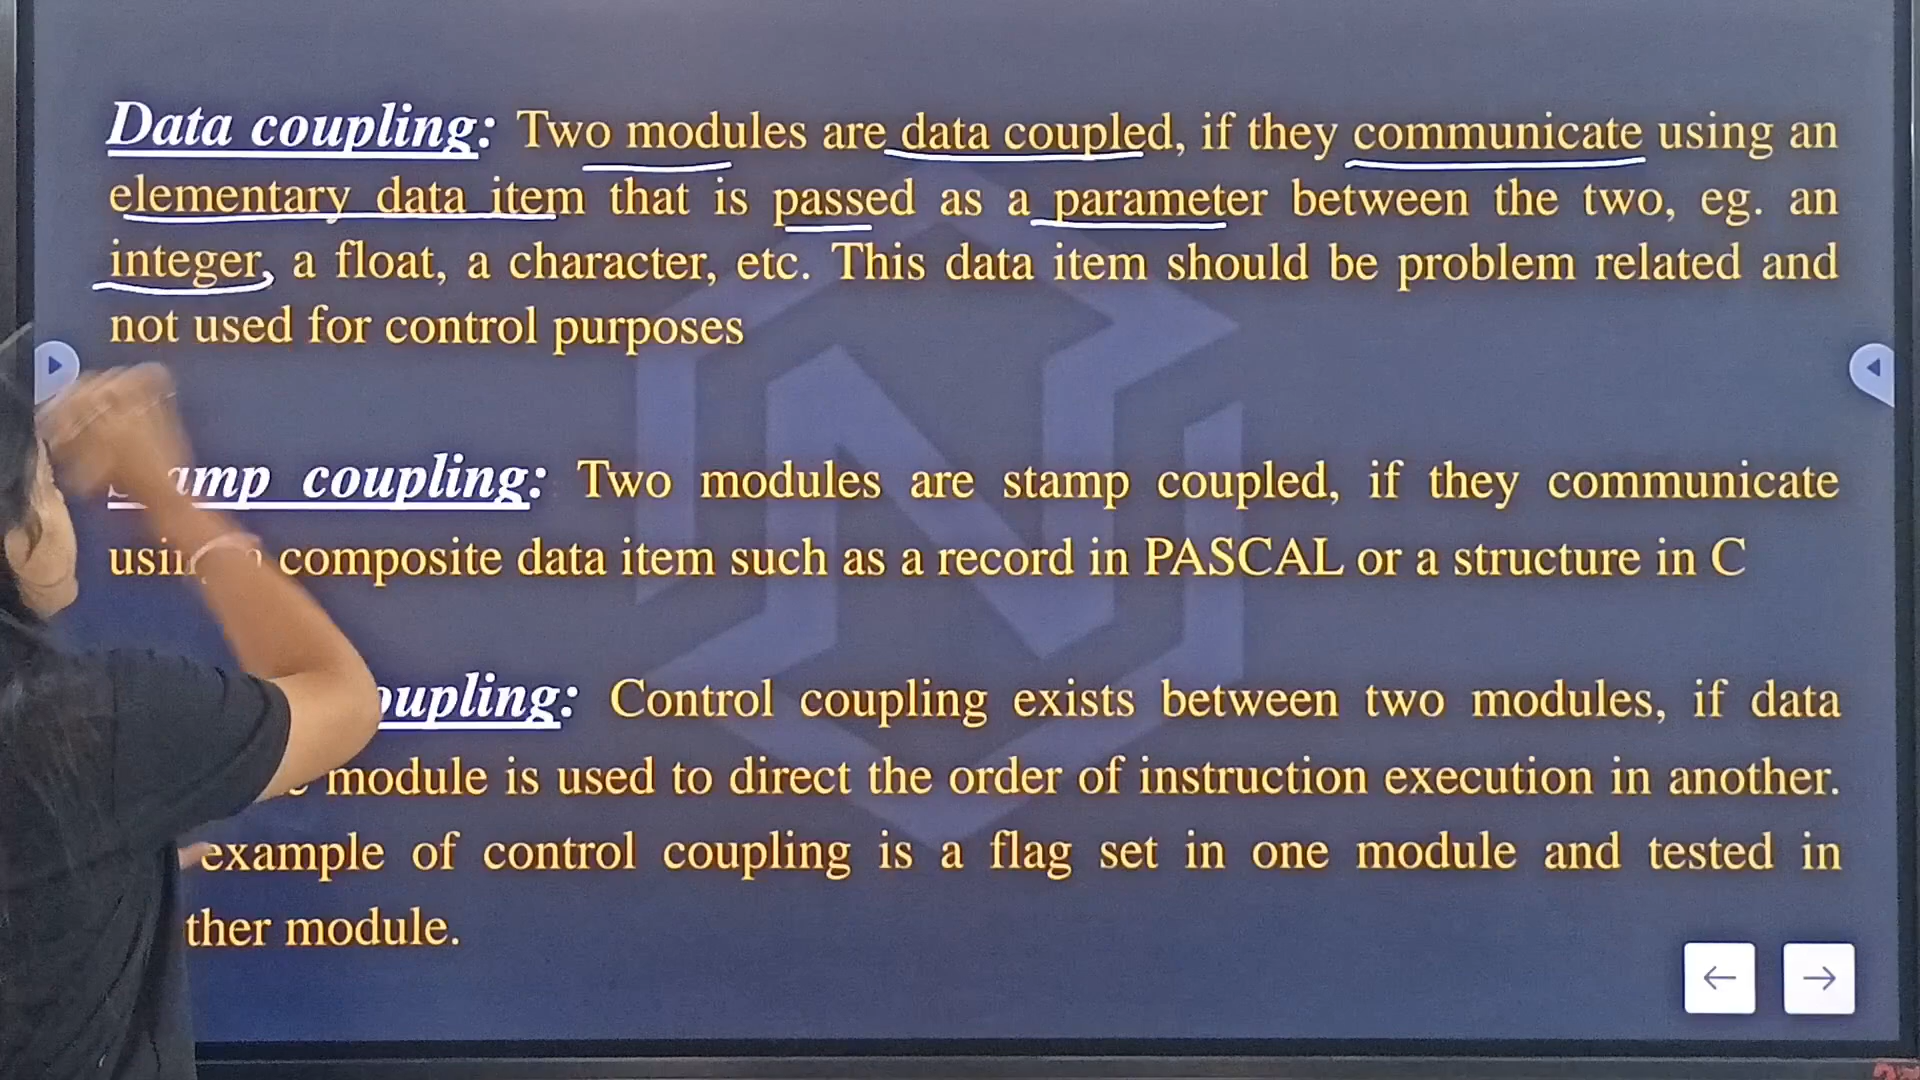 Data coupling: Two modules are data coupled, if they communicate using an
elementary data item that is passed as a parameter between the two, eg. an
integer, a float, a character, etc. This data item should be problem related and
not used for control purposes
coupling: Two modules are stamp coupled, if they communicate
composite data item such as a record in PASCAL or a structure in C
Control coupling exists between two modules, if data
module is used to direct the order of instruction execution in another.
example of control coupling is a flag set in one module and tested in
module.